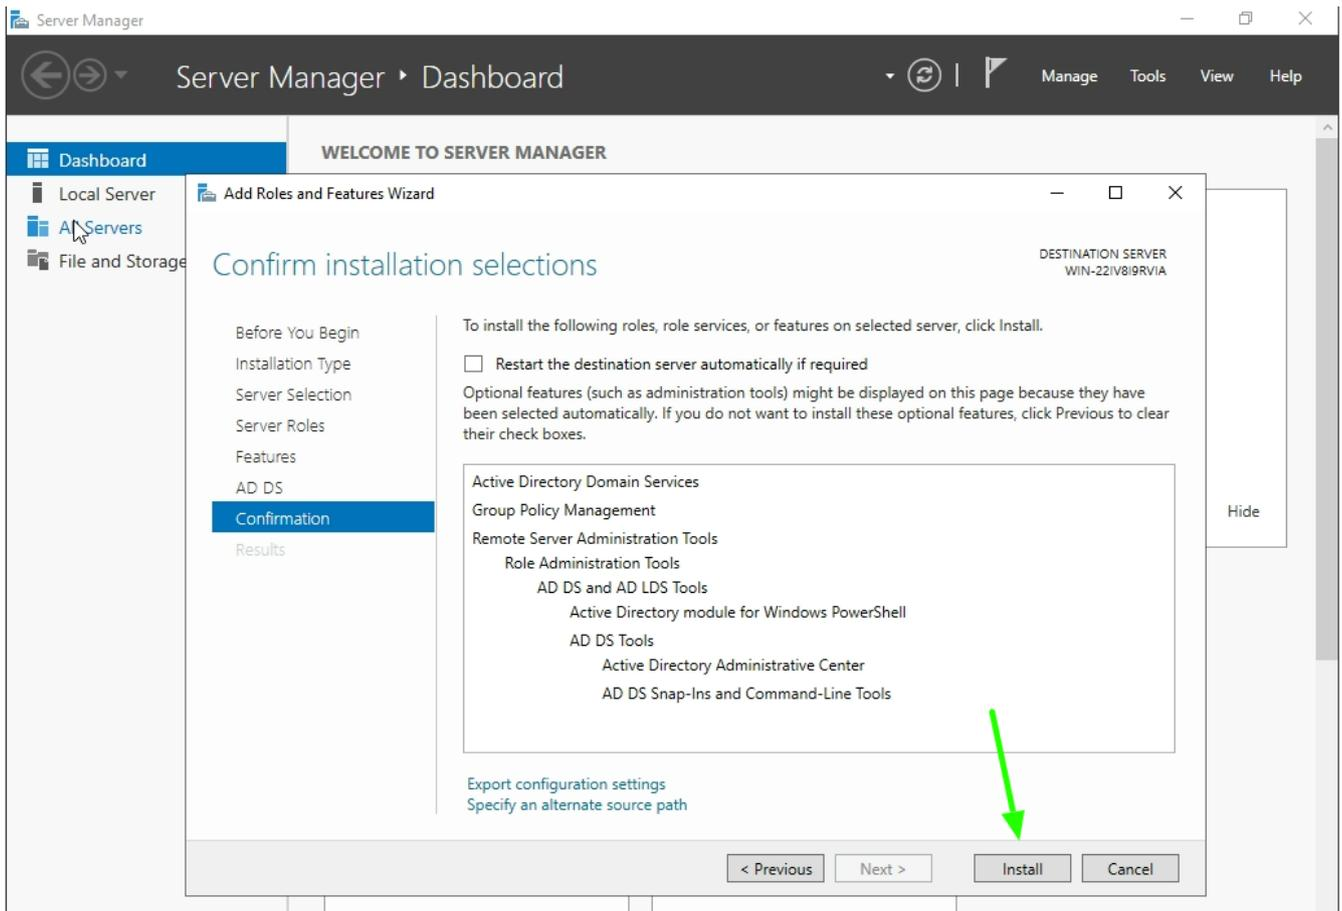 Server Manager
Server Manager ‣ Dashboard
Manage Tools View Help
Dashboard
Local Server
All Servers
File and Storage
WELCOME TO SERVER MANAGER
Add Roles and Features Wizard
Confirm installation selections
DESTINATION SERVER
WIN-22IV8I9RVIA
Before You Begin
Installation Type
Server Selection
Server Roles
Features
AD DS
Confirmation
Results
To install the following roles, role services, or features on selected server, click Install.
Restart the destination server automatically if required
Optional features (such as administration tools) might be displayed on this page because they have
been selected automatically. If you do not want to install these optional features, click Previous to clear
their check boxes.
Active Directory Domain Services
Group Policy Management
Remote Server Administration Tools
Role Administration Tools
AD DS and AD LDS Tools
Active Directory module for Windows PowerShell
AD DS Tools
Active Directory Administrative Center
AD DS Snap-Ins and Command-Line Tools
Export configuration settings
Specify an alternate source path
< Previous Next > Install Cancel
Hide